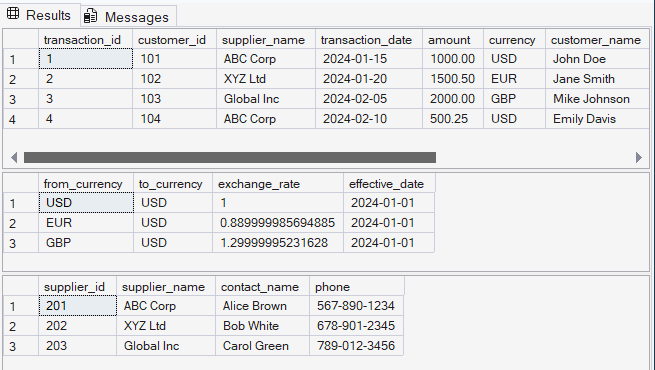 Results Messages
transaction_id customer_id supplier_name transaction_date amount currency customer_name
1 1 101 ABC Corp 2024-01-15 1000.00 USD John Doe
2 2 102 XYZ Ltd 2024-01-20 1500.50 EUR Jane Smith
3 3 103 Global Inc 2024-02-05 2000.00 GBP Mike Johnson
4 4 104 ABC Corp 2024-02-10 500.25 USD Emily Davis
from_currency to_currency exchange_rate effective_date
1 USD USD 1 2024-01-01
2 EUR USD 0.889999985694885 2024-01-01
3 GBP USD 1.29999995231628 2024-01-01
supplier_id supplier_name contact_name phone
1 201 ABC Corp Alice Brown 567-890-1234
2 202 XYZ Ltd Bob White 678-901-2345
3 203 Global Inc Carol Green 789-012-3456